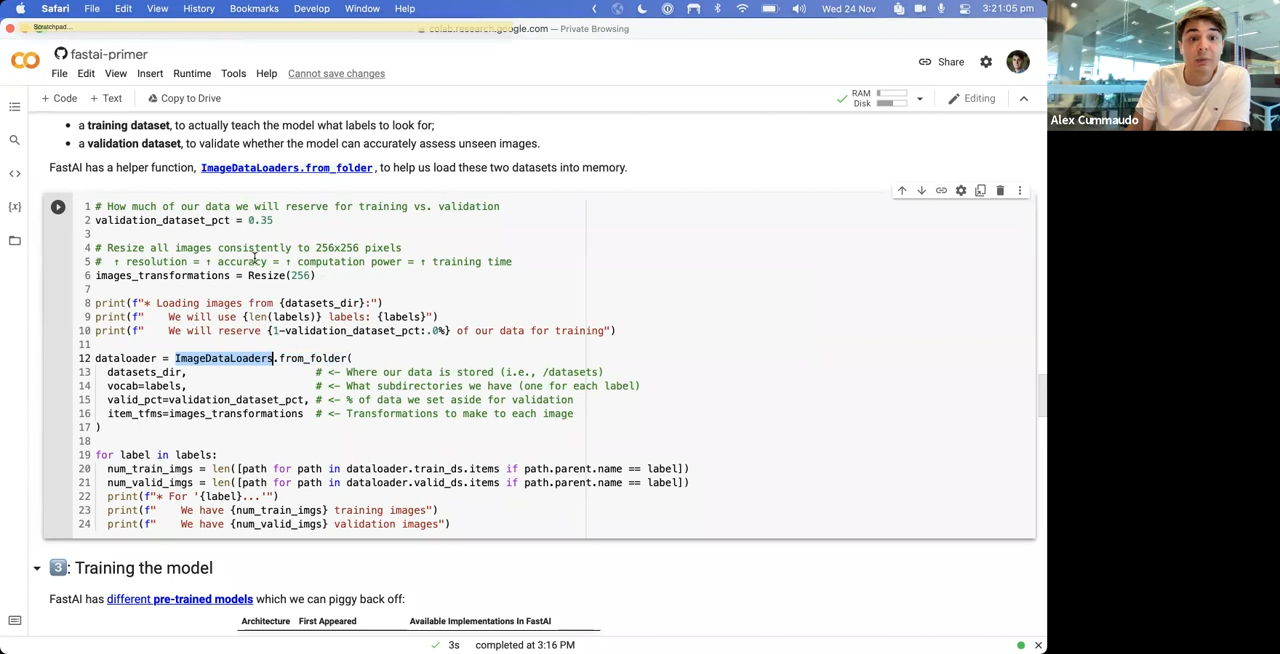 Safari File Edit View History Bookmarks Develop Window Help Wed 24 Nov 3:21:05 pm
Scratchpad...
colab.research.google.com — Private Browsing
fastai-primer
File Edit View Insert Runtime Tools Help Cannot save changes
Share
+ Code + Text Copy to Drive
RAM
Disk
Editing
• a training dataset, to actually teach the model what labels to look for;
• a validation dataset, to validate whether the model can accurately assess unseen images.
FastAI has a helper function, ImageDataLoaders.from_folder, to help us load these two datasets into memory.
1 # How much of our data we will reserve for training vs. validation
2 validation_dataset_pct = 0.35
3
4 # Resize all images consistently to 256x256 pixels
5 # ↑ resolution = ↑ accuracy = ↑ computation power = ↑ training time
6 images_transformations = Resize(256)
7
8 print(f"* Loading images from {datasets_dir}:")
9 print(f"    We will use {len(labels)} labels: {labels}")
10 print(f"    We will reserve {1-validation_dataset_pct:.0%} of our data for training")
11
12 dataloader = ImageDataLoaders.from_folder(
13   datasets_dir,                     # <- Where our data is stored (i.e., /datasets)
14   vocab=labels,                     # <- What subdirectories we have (one for each label)
15   valid_pct=validation_dataset_pct, # <- % of data we set aside for validation
16   item_tfms=images_transformations  # <- Transformations to make to each image
17 )
18
19 for label in labels:
20   num_train_imgs = len([path for path in dataloader.train_ds.items if path.parent.name == label])
21   num_valid_imgs = len([path for path in dataloader.valid_ds.items if path.parent.name == label])
22   print(f"* For '{label}...'")
23   print(f"    We have {num_train_imgs} training images")
24   print(f"    We have {num_valid_imgs} validation images")
3: Training the model
FastAI has different pre-trained models which we can piggy back off:
Architecture First Appeared Available Implementations In FastAI
3s completed at 3:16 PM
Alex Cummaudo